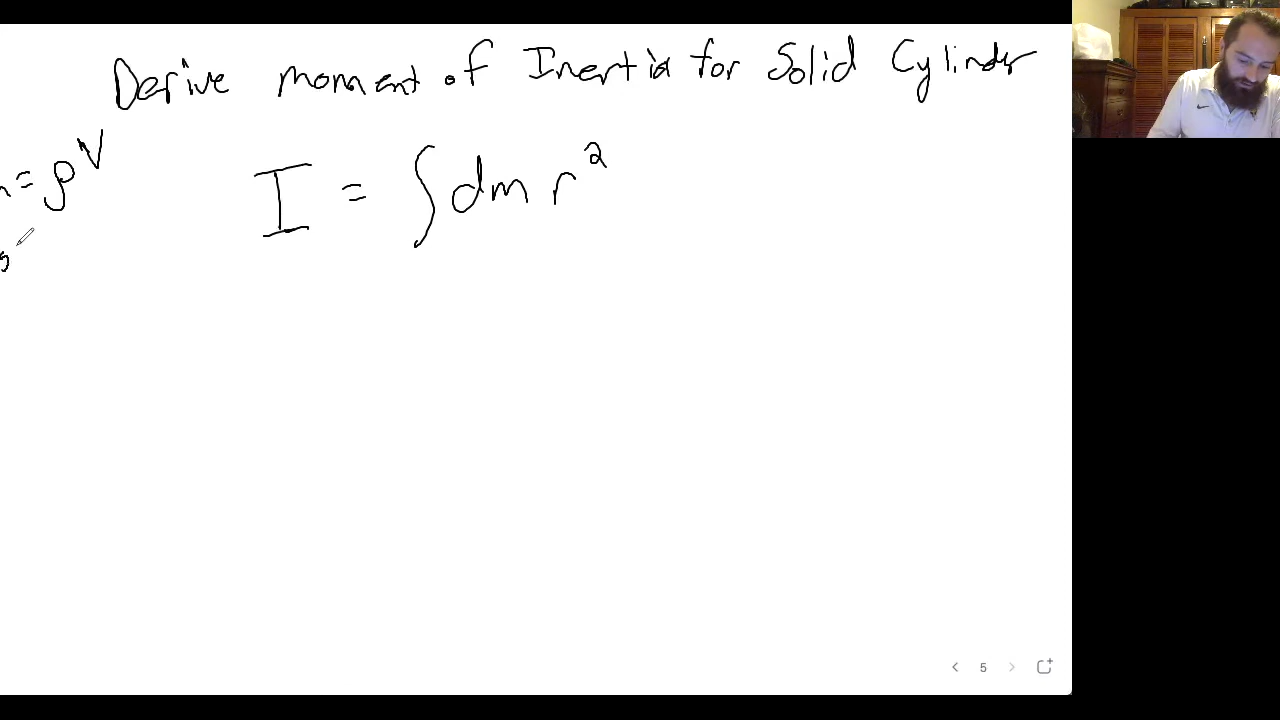 Derive moment of Inertia for Solid Cylinder
= ρV
I = ∫ dm r²
5